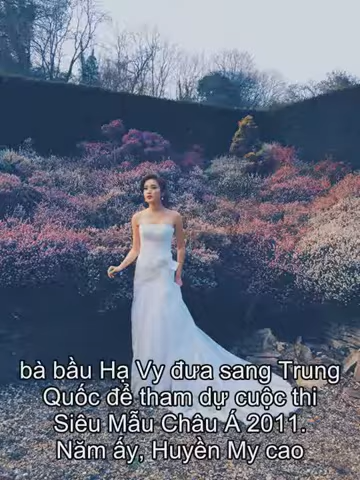 bà bầu Hạ Vy đưa sang Trung
Quốc để tham dự cuộc thi
Siêu Mẫu Châu Á 2011.
Năm ấy, Huyền My cao